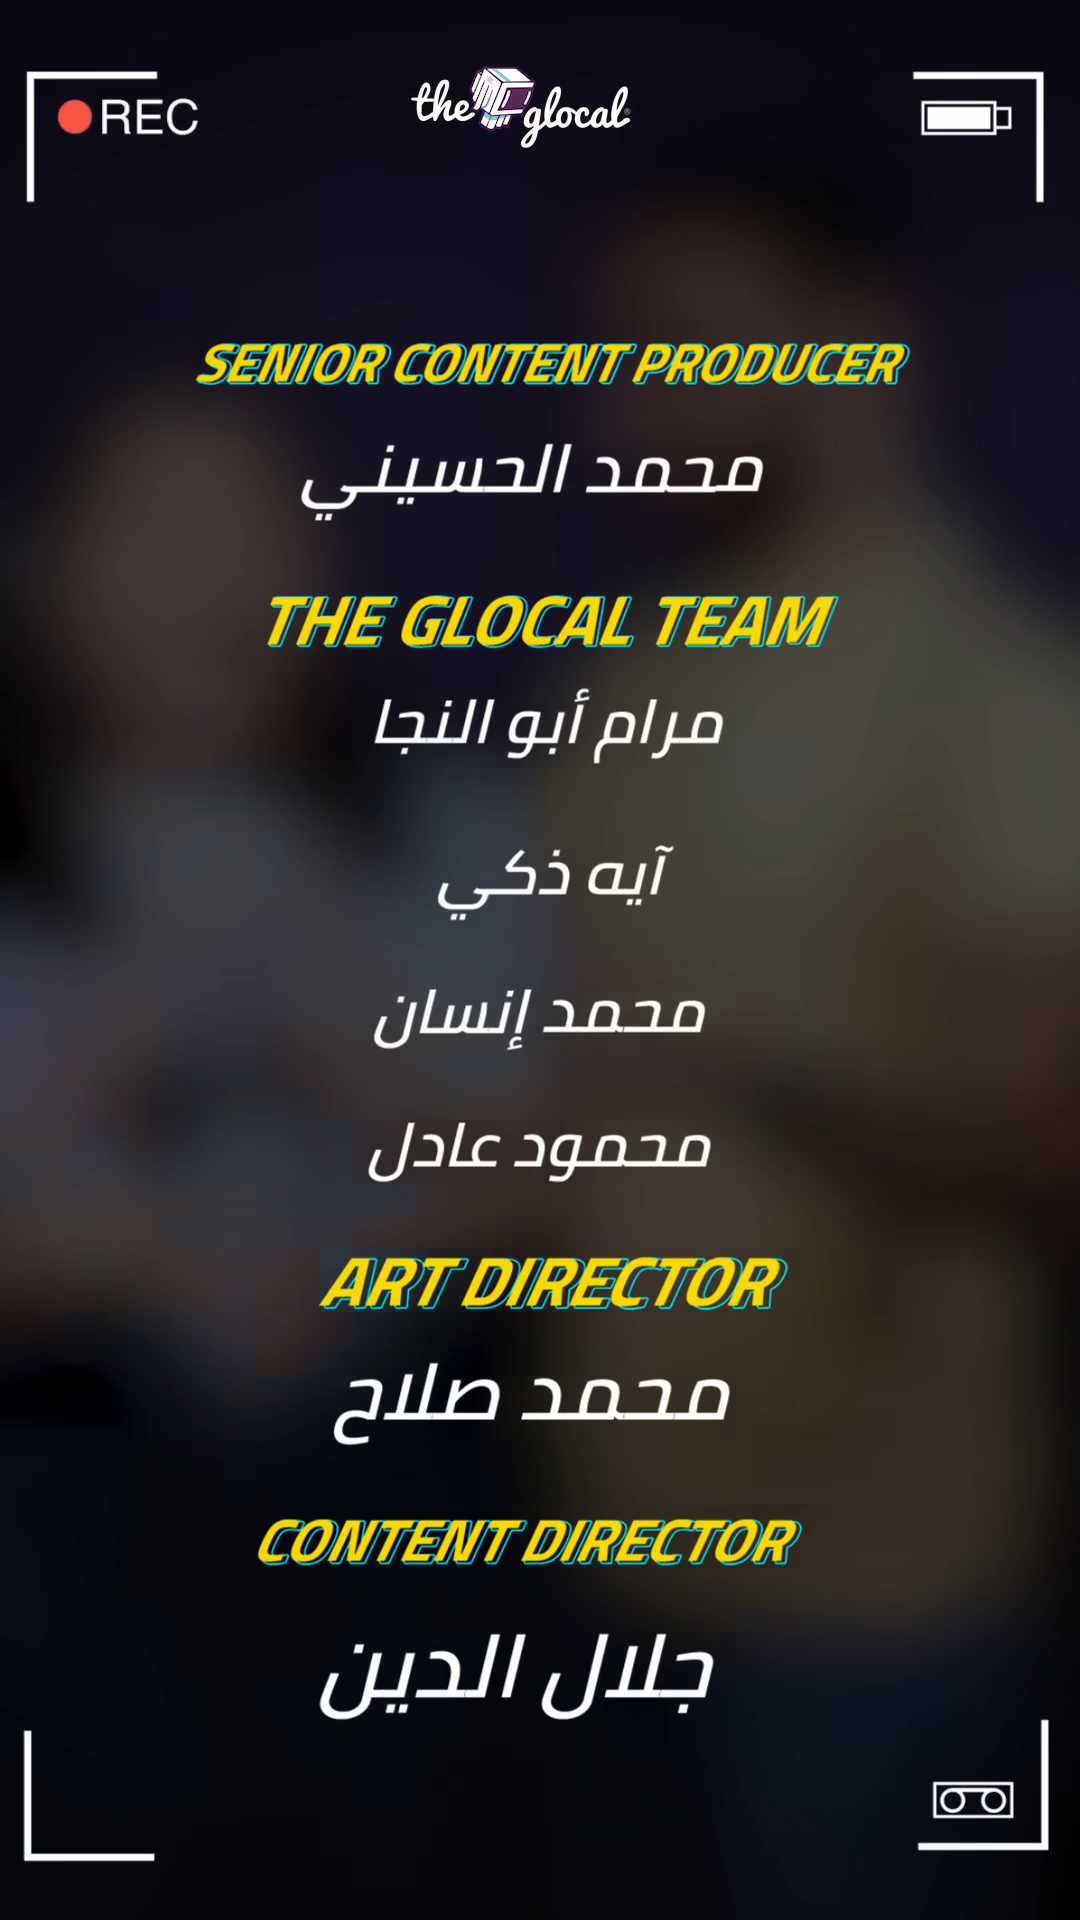 REC
the glocal
SENIOR CONTENT PRODUCER
محمد الحسيني
THE GLOCAL TEAM
مرام أبو النجا
آيه ذكي
محمد إنسان
محمود عادل
ART DIRECTOR
محمد صلاح
CONTENT DIRECTOR
جلال الدين